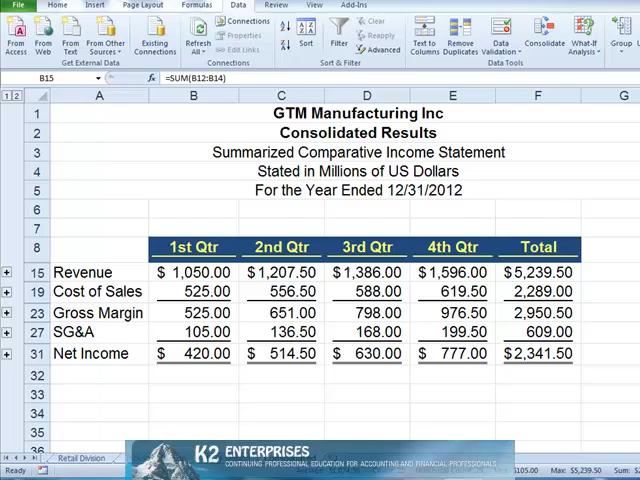 File Home Insert Page Layout Formulas Data Review View Add-Ins
From Access From Web From Text From Other Sources Existing Connections Refresh All Connections Properties Edit Links Sort Filter Clear Reapply Advanced Text to Columns Remove Duplicates Data Validation Consolidate What-If Analysis Group
Get External Data Connections Sort & Filter Data Tools
B15 fx =SUM(B12:B14)
1 2 A B C D E F G
1 GTM Manufacturing Inc
2 Consolidated Results
3 Summarized Comparative Income Statement
4 Stated in Millions of US Dollars
5 For the Year Ended 12/31/2012
6
7
8 1st Qtr 2nd Qtr 3rd Qtr 4th Qtr Total
15 Revenue $ 1,050.00 $ 1,207.50 $ 1,386.00 $ 1,596.00 $ 5,239.50
19 Cost of Sales 525.00 556.50 588.00 619.50 2,289.00
23 Gross Margin 525.00 651.00 798.00 976.50 2,950.50
27 SG&A 105.00 136.50 168.00 199.50 609.00
31 Net Income $ 420.00 $ 514.50 $ 630.00 $ 777.00 $ 2,341.50
32
33
34
35
36
Retail Division
K2 ENTERPRISES
CONTINUING PROFESSIONAL EDUCATION FOR ACCOUNTING AND FINANCIAL PROFESSIONALS
Ready $105.00 Max: $5,239.50